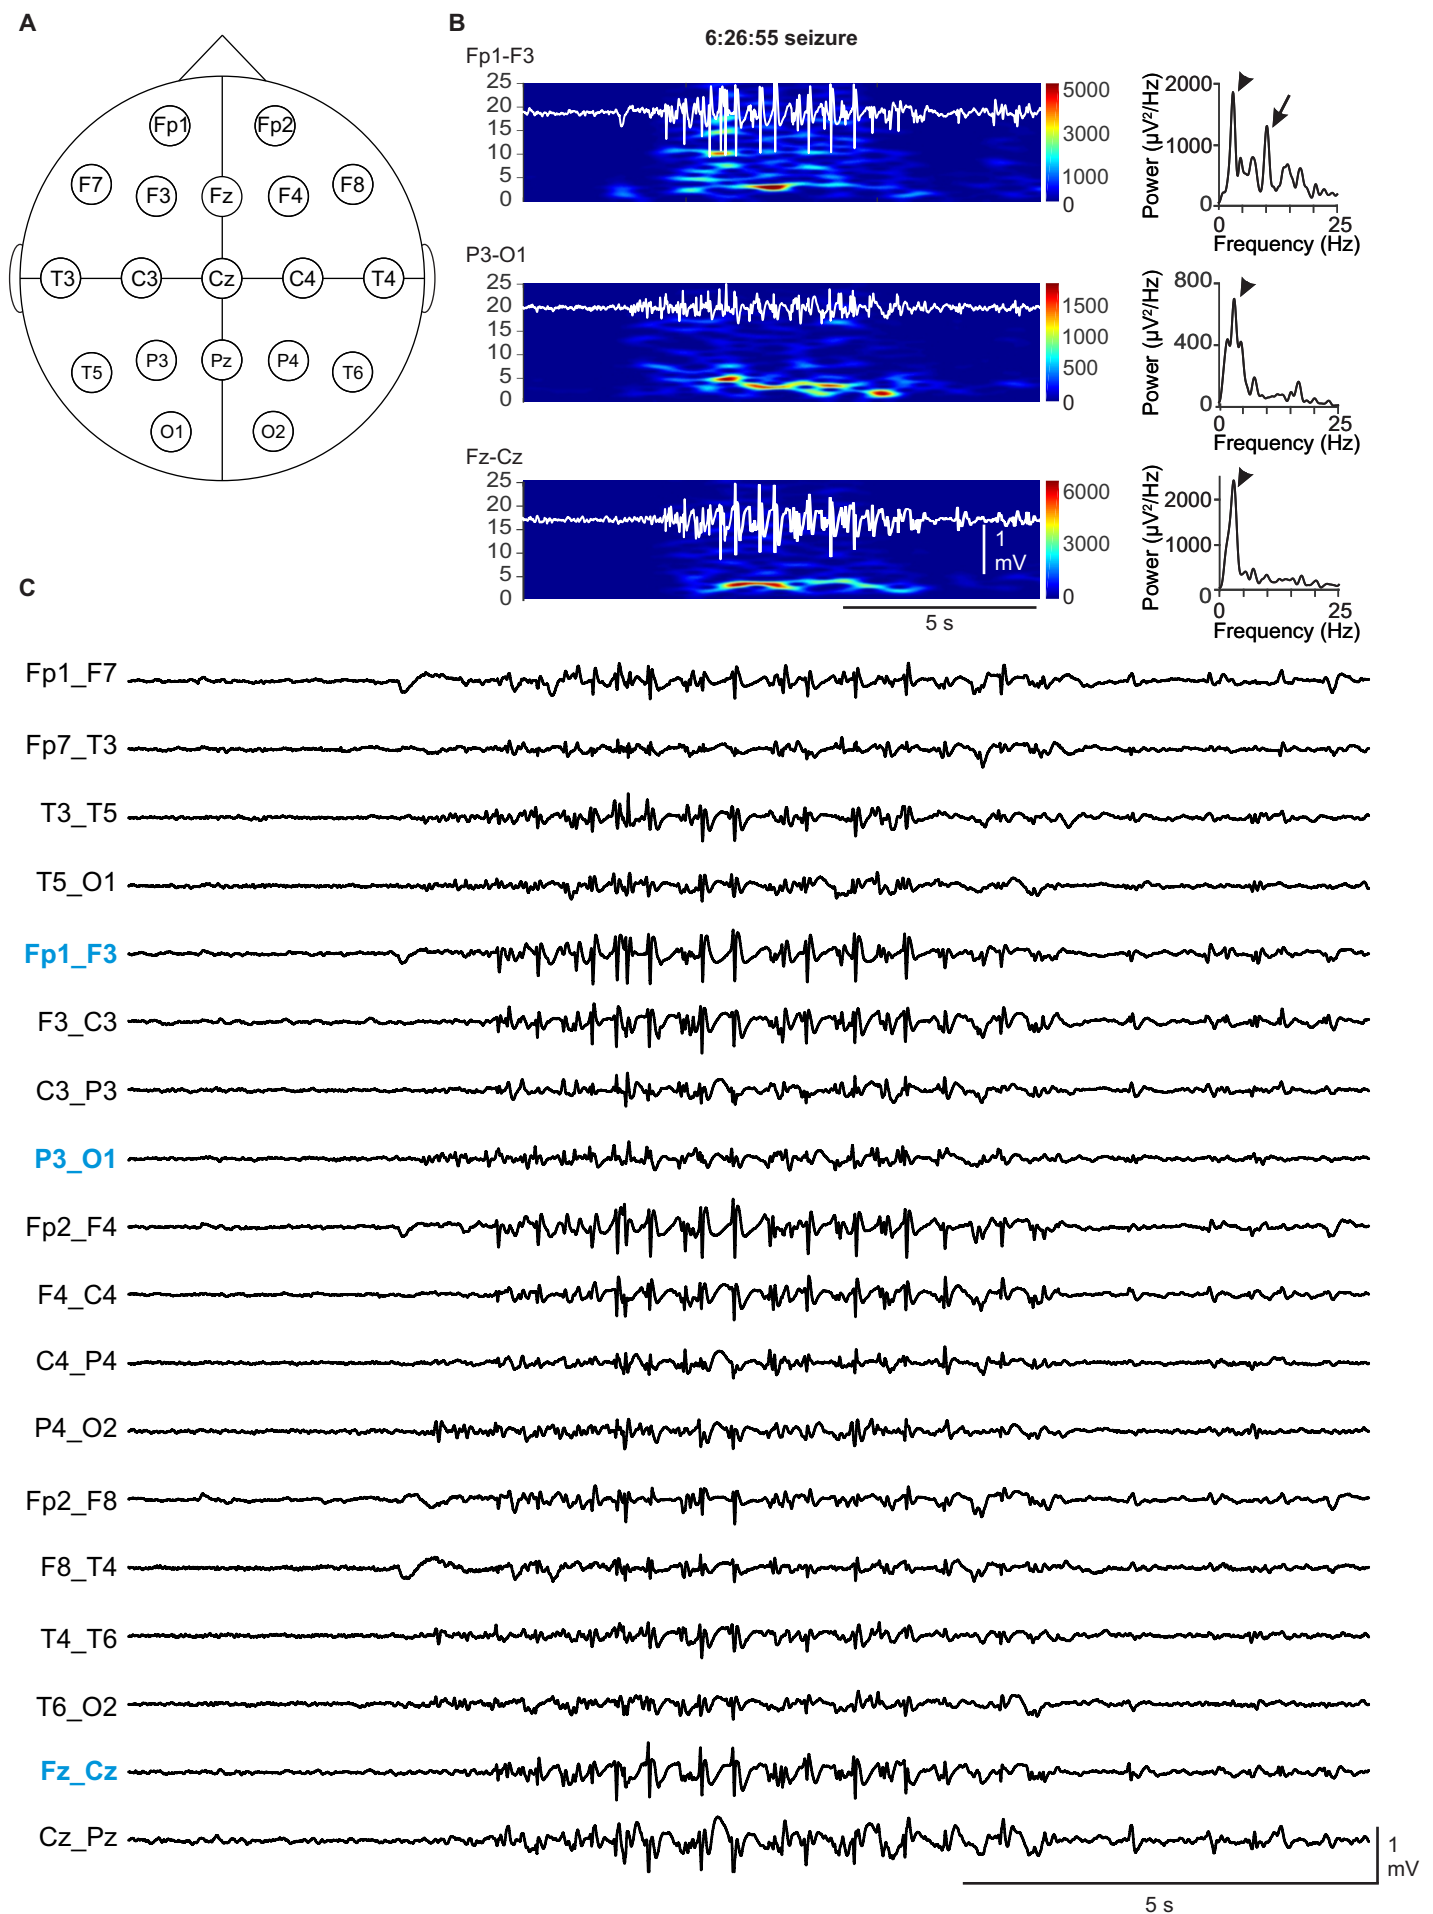 A
Fp1
Fp2
F7
F3
Fz
F4
F8
T3
C3
Cz
C4
T4
T5
P3
Pz
P4
T6
O1
O2
B
6:26:55 seizure
Fp1-F3
25
20
15
10
5
0
5000
3000
1000
0
Power (µV²/Hz)
2000
1000
0
0
25
Frequency (Hz)
P3-O1
25
20
15
10
5
0
1500
1000
500
0
Power (µV²/Hz)
800
400
0
0
25
Frequency (Hz)
Fz-Cz
25
20
15
10
5
0
1
mV
6000
3000
0
5 s
Power (µV²/Hz)
2000
1000
0
0
25
Frequency (Hz)
C
Fp1_F7
Fp7_T3
T3_T5
T5_O1
Fp1_F3
F3_C3
C3_P3
P3_O1
Fp2_F4
F4_C4
C4_P4
P4_O2
Fp2_F8
F8_T4
T4_T6
T6_O2
Fz_Cz
Cz_Pz
1
mV
5 s